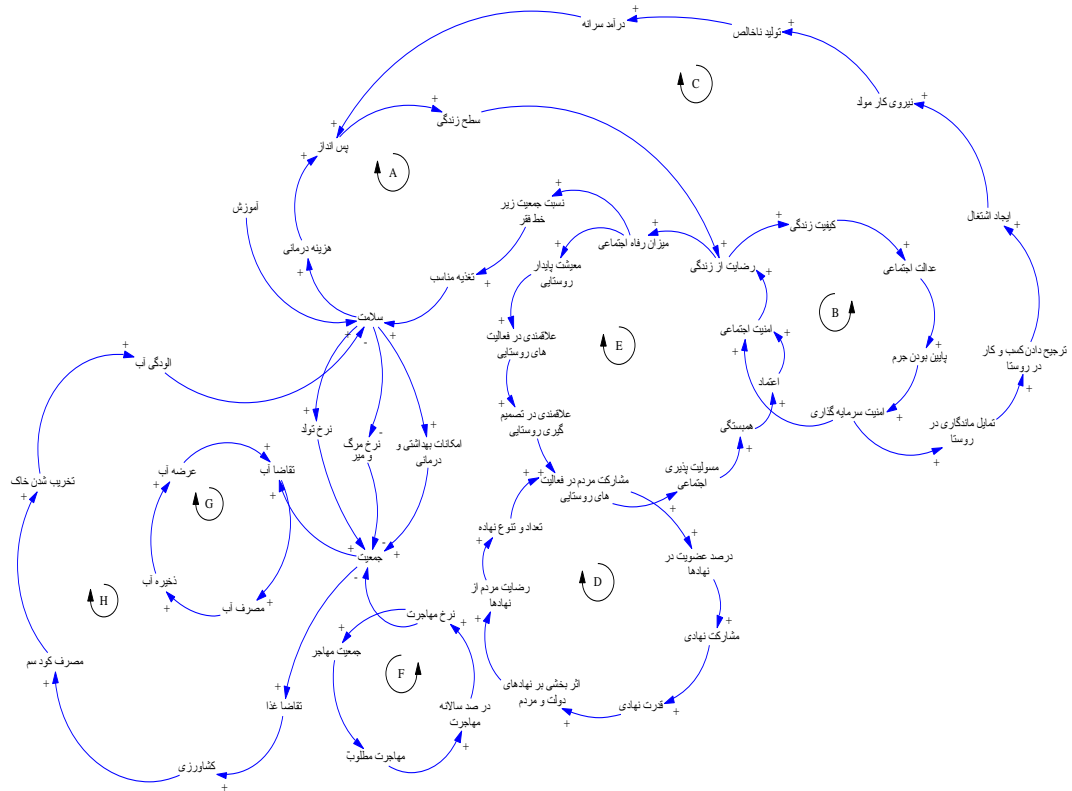 درآمد سرانه
تولید ناخالص
C
نیروی کار مولد
سطح زندگی
پس انداز
A
آموزش
نسبت جمعیت زیر
خط فقر
ایجاد اشتغال
کیفیت زندگی
هزینه درمانی
میزان رفاه اجتماعی
معیشت پایدار
روستایی
رضایت از زندگی
عدالت اجتماعی
تغذیه مناسب
سلامت
B
امنیت اجتماعی
علاقمندی در فعالیت
های روستایی
E
ترجیح دادن کسب و کار
در روستا
الودگی آب
پایین بودن جرم
اعتماد
علاقمندی در تصمیم
گیری روستایی
امنیت سرمایه گذاری
تمایل ماندگاری در
روستا
همبستگی
نرخ تولد
نرخ مرگ
و میر
امکانات بهداشتی و
درمانی
عرضه آب
تقاضا آب
تخریب شدن خاک
مشارکت مردم در فعالیت
های روستایی
مسولیت پذیری
اجتماعی
G
تعداد و تنوع نهاده
جمعیت
درصد عضویت در
نهادها
ذخیره آب
مصرف آب
H
D
رضایت مردم از
نهادها
نرخ مهاجرت
جمعیت مهاجر
مشارکت نهادی
مصرف کود سم
F
اثر بخشی بر نهادهای
دولت و مردم
قدرت نهادی
تقاضا غذا
در صد سالانه
مهاجرت
مهاجرت مطلوب
کشاورزی